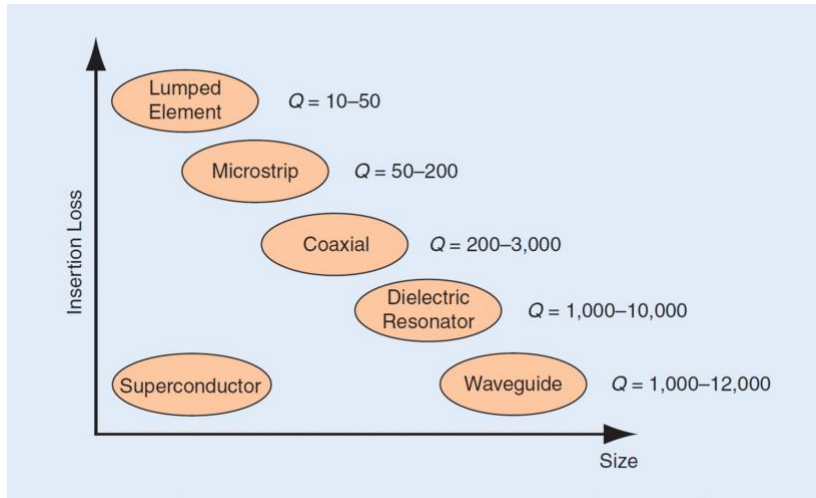 Lumped
Element
Q = 10–50
Microstrip
Q = 50–200
Coaxial
Q = 200–3,000
Dielectric
Resonator
Q = 1,000–10,000
Superconductor
Waveguide
Q = 1,000–12,000
Insertion Loss
Size